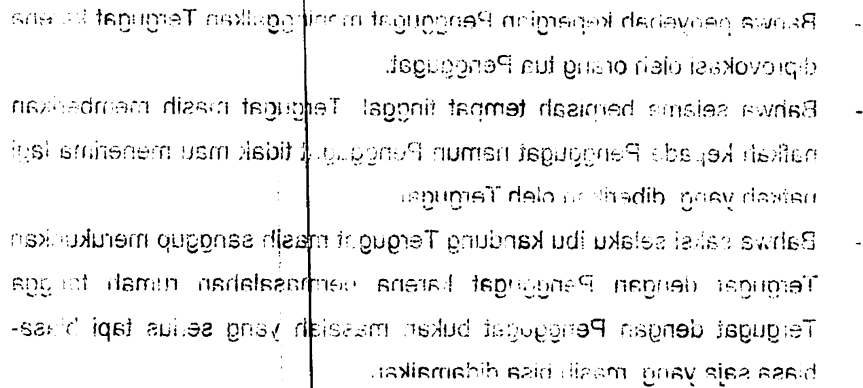 - Bahwa penyebab kepergian Penggugat meninggalkan Tergugat karena
diprovokasi oleh orang tua Penggugat.
- Bahwa selama berpisah tempat tinggal Tergugat masih memberikan
nafkah kepada Penggugat namun Penggugat tidak mau menerima lagi
nafkah yang diberikan oleh Tergugat.
- Bahwa saksi selaku ibu kandung Tergugat masih sanggup merukunkan
Tergugat dengan Penggugat karena permasalahan rumah tangga
Tergugat dengan Penggugat bukan masalah yang serius tapi biasa-
biasa saja yang masih bisa didamaikan.